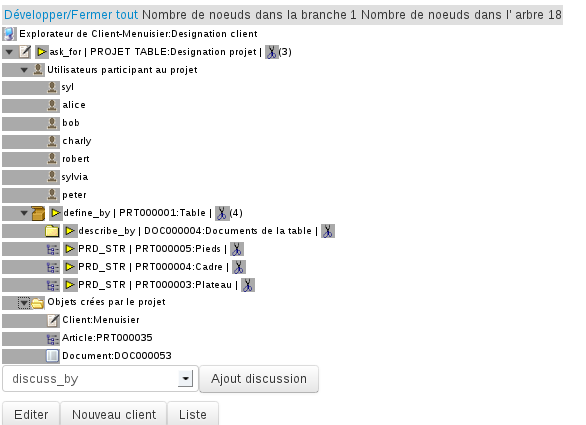 Développer/Fermer tout Nombre de noeuds dans la branche 1 Nombre de noeuds dans l' arbre 18
Explorateur de Client-Menuisier:Designation client
ask_for | PROJET TABLE:Designation projet | (3)
Utilisateurs participant au projet
syl
alice
bob
charly
robert
sylvia
peter
define_by | PRT000001:Table | (4)
describe_by | DOC000004:Documents de la table |
PRD_STR | PRT000005:Pieds |
PRD_STR | PRT000004:Cadre |
PRD_STR | PRT000003:Plateau |
Objets crées par le projet
Client:Menuisier
Article:PRT000035
Document:DOC000053
discuss_by Ajout discussion
Editer Nouveau client Liste